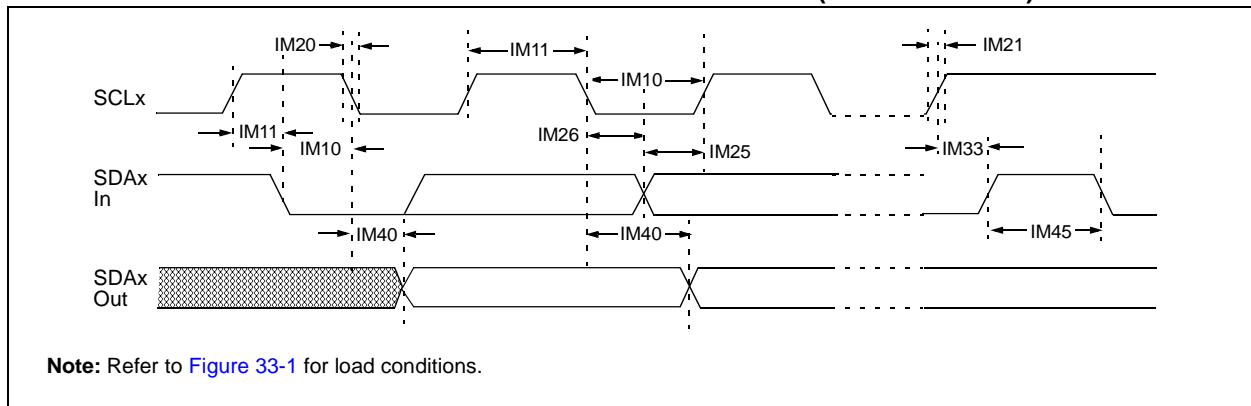 IM20
IM11
IM21
IM10
SCLx
IM11
IM26
IM10
IM25
IM33
SDAx
In
IM40
IM40
IM45
SDAx
Out
Note: Refer to Figure 33-1 for load conditions.